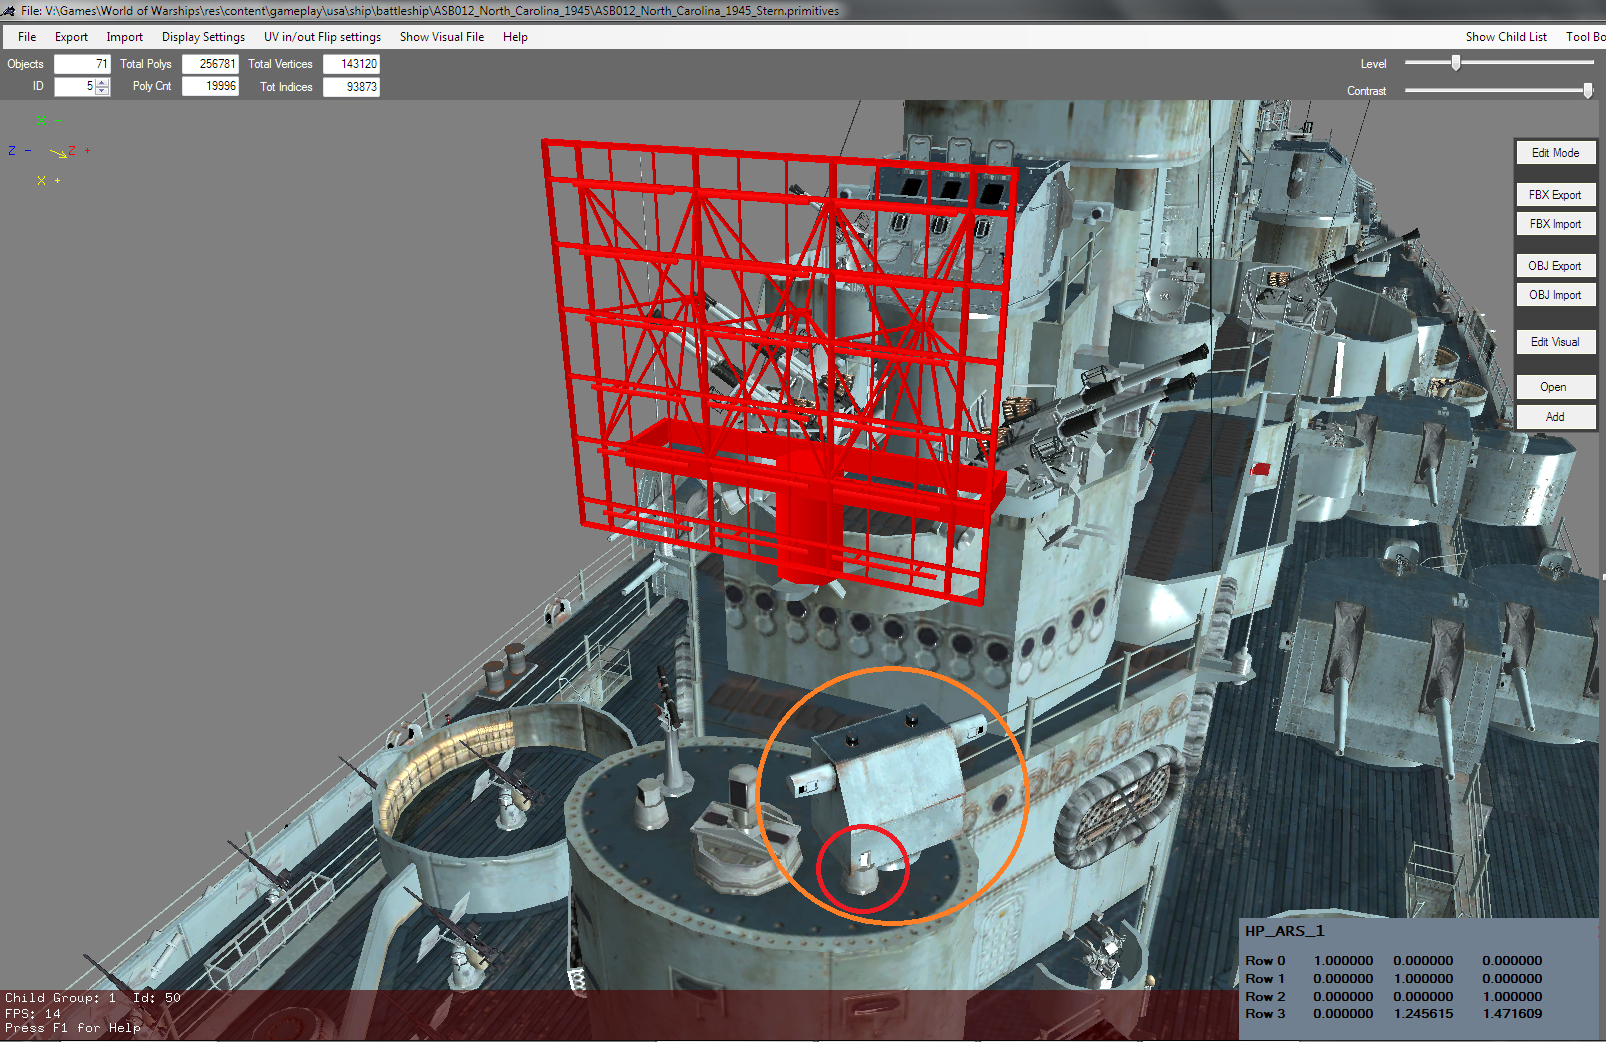 File: V:\Games\World of Warships\res\content\gameplay\usa\ship\battleship\ASB012_North_Carolina_1945\ASB012_North_Carolina_1945_Stern.primitives
File Export Import Display Settings UV in/out Flip settings Show Visual File Help Show Child List Tool Bo
Objects 71 Total Polys 256781 Total Vertices 143120 Level
ID 5 Poly Cnt 19996 Tot Indices 93873 Contrast
X -
Z - Z +
X +
Edit Mode
FBX Export
FBX Import
OBJ Export
OBJ Import
Edit Visual
Open
Add
HP_ARS_1
Row 0 1.000000 0.000000 0.000000
Row 1 0.000000 1.000000 0.000000
Row 2 0.000000 0.000000 1.000000
Row 3 0.000000 1.245615 1.471609
Child Group: 1 Id: 50
FPS: 14
Press F1 for Help